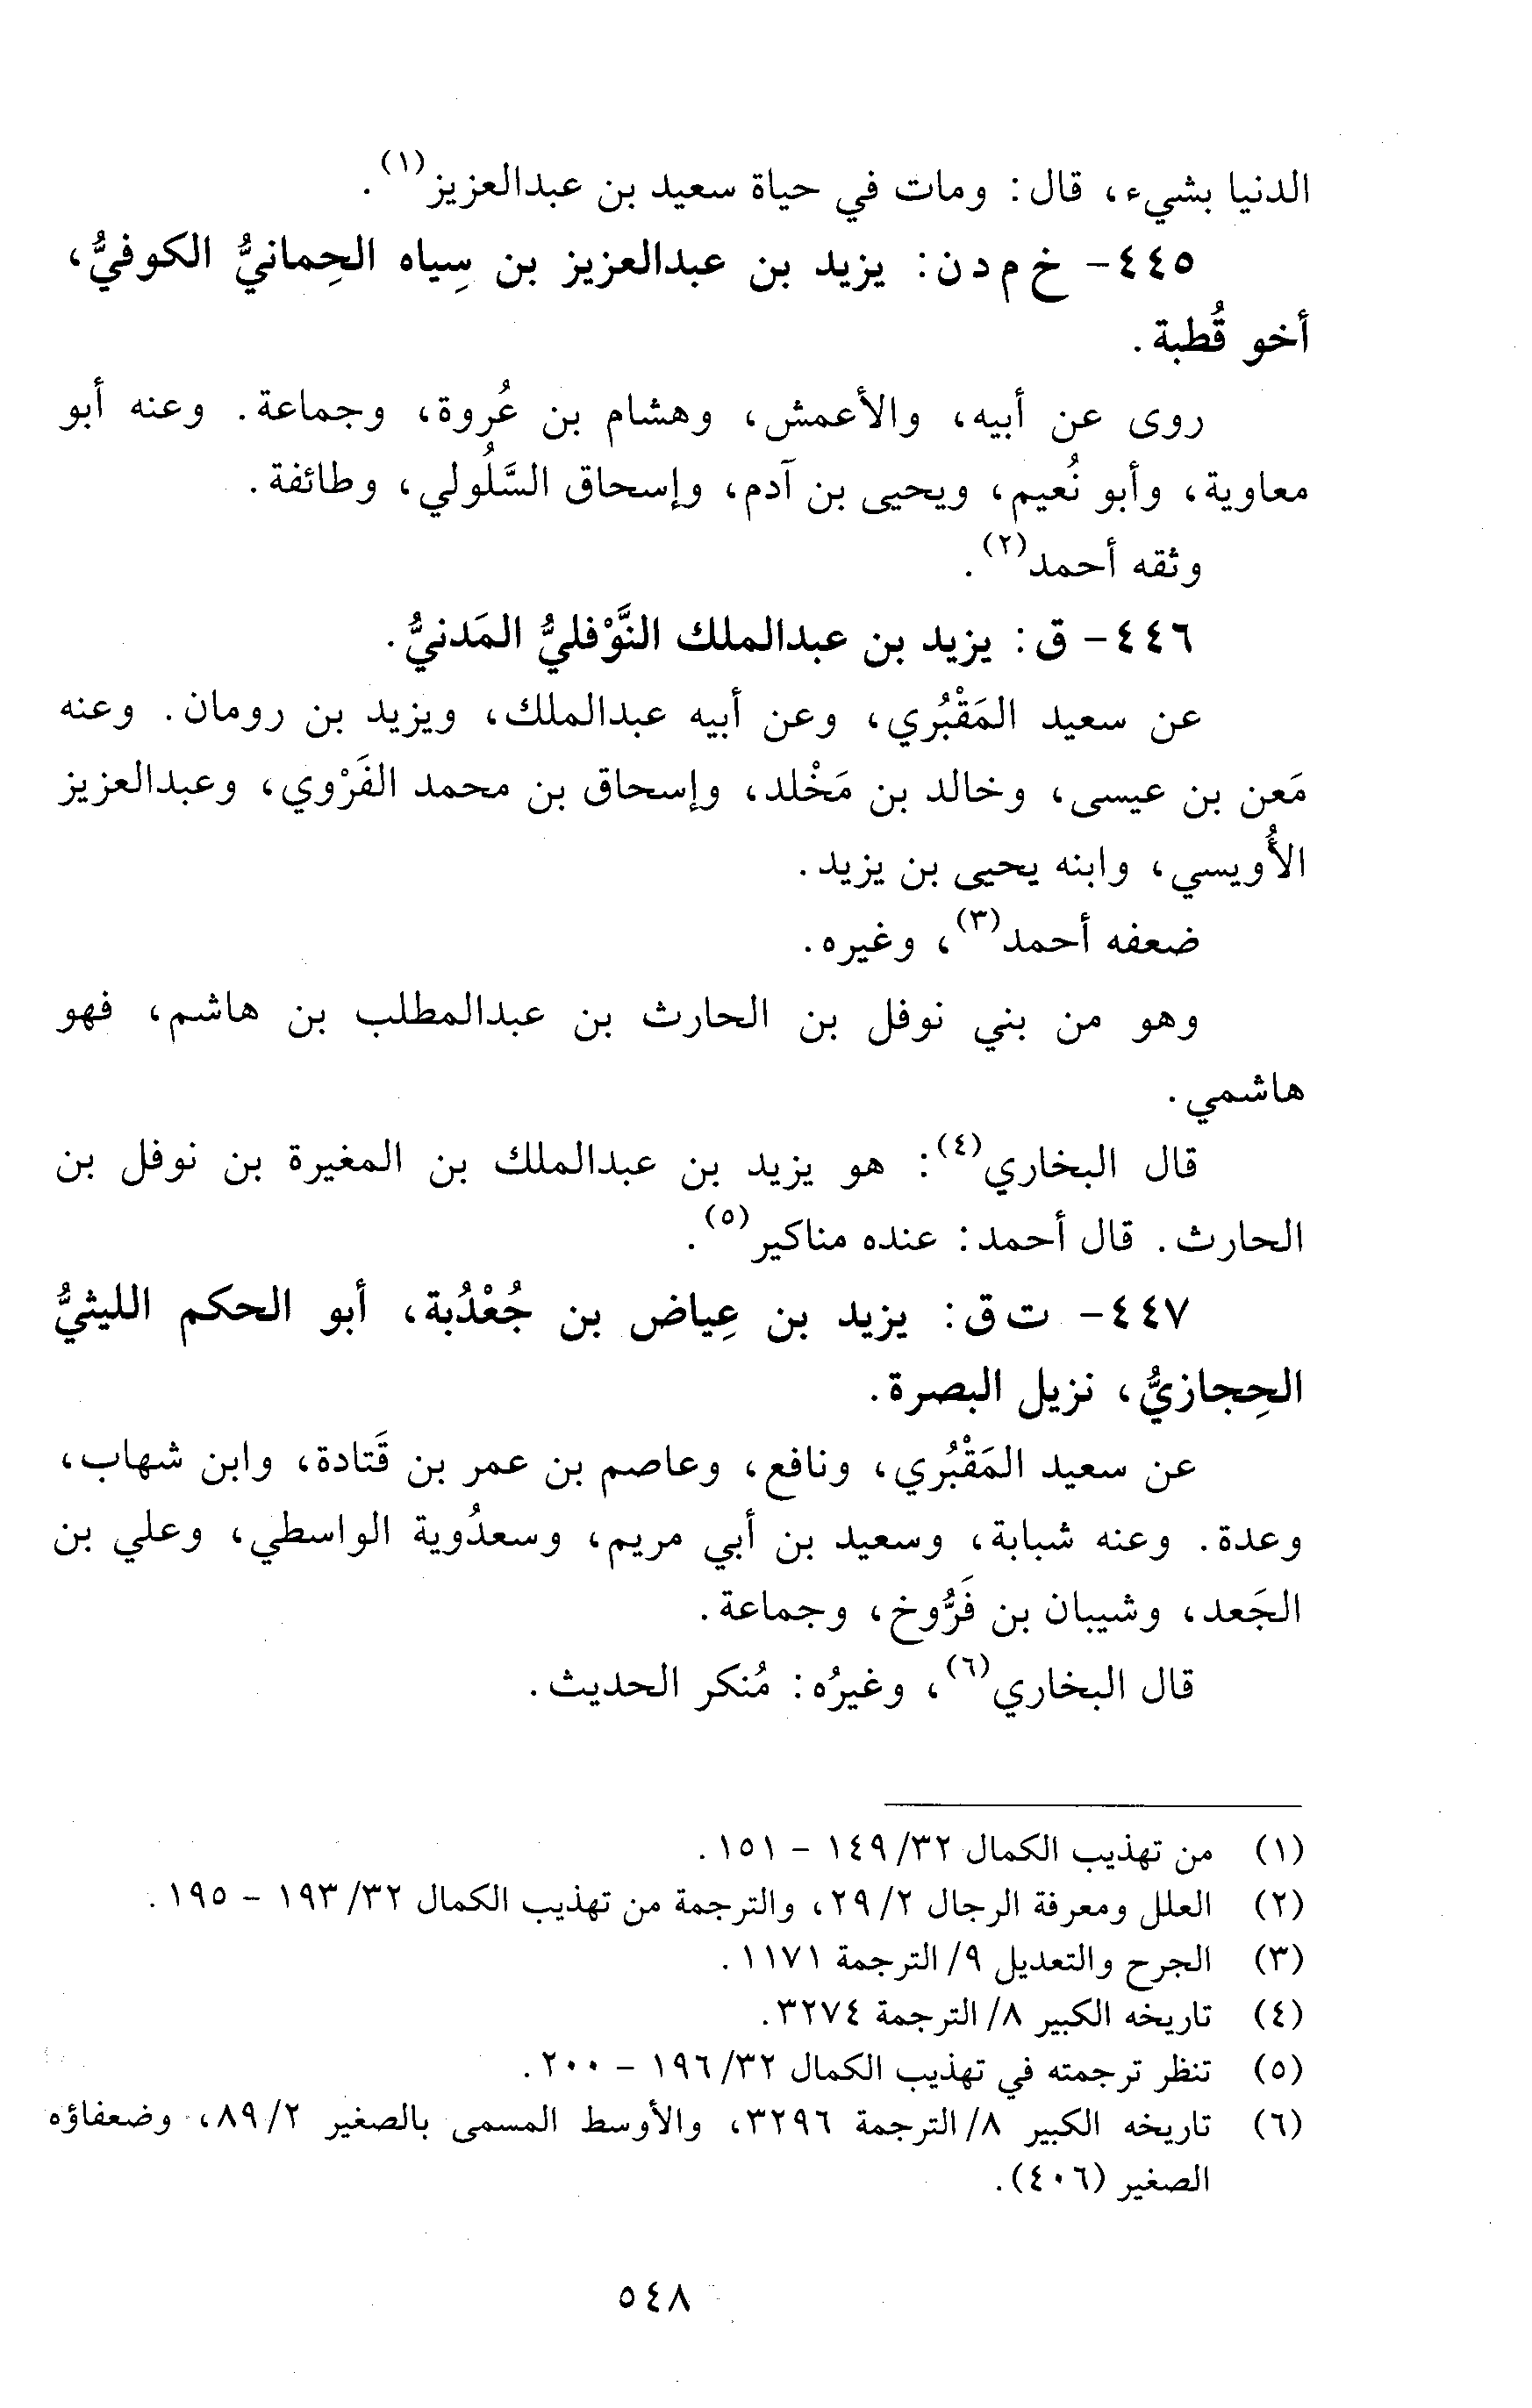 الدنيا بشيء، قال: ومات في حياة سعيد بن عبدالعزيز(١).
٤٤٥- خ م د ن: يزيد بن عبدالعزيز بن سِياه الحِمانيُّ الكوفيُّ،
أخو قُطبة.
روى عن أبيه، والأعمش، وهشام بن عُروة، وجماعة. وعنه أبو
معاوية، وأبو نُعيم، ويحيى بن آدم، وإسحاق السَّلُولي، وطائفة.
وثقه أحمد(٢).
٤٤٦- ق: يزيد بن عبدالملك النَّوْفليُّ المَدنيُّ.
عن سعيد المَقْبُري، وعن أبيه عبدالملك، ويزيد بن رومان. وعنه
مَعن بن عيسى، وخالد بن مَخْلد، وإسحاق بن محمد الفَرْوي، وعبدالعزيز
الأُويسي، وابنه يحيى بن يزيد.
ضعفه أحمد(٣)، وغيره.
وهو من بني نوفل بن الحارث بن عبدالمطلب بن هاشم، فهو
هاشمي.
قال البخاري(٤): هو يزيد بن عبدالملك بن المغيرة بن نوفل بن
الحارث. قال أحمد: عنده مناكير(٥).
٤٤٧- ت ق: يزيد بن عِياض بن جُعْدُبة، أبو الحكم الليثيُّ
الحِجازيُّ، نزيل البصرة.
عن سعيد المَقْبُري، ونافع، وعاصم بن عمر بن قَتادة، وابن شهاب،
وعدة. وعنه شبابة، وسعيد بن أبي مريم، وسعدُوية الواسطي، وعلي بن
الجَعد، وشيبان بن فَرُّوخ، وجماعة.
قال البخاري(٦)، وغيرُه: مُنكر الحديث.
(١) من تهذيب الكمال ٣٢/ ١٤٩ - ١٥١.
(٢) العلل ومعرفة الرجال ٢/ ٢٩، والترجمة من تهذيب الكمال ٣٢/ ١٩٣ - ١٩٥.
(٣) الجرح والتعديل ٩/ الترجمة ١١٧١.
(٤) تاريخه الكبير ٨/ الترجمة ٣٢٧٤.
(٥) تنظر ترجمته في تهذيب الكمال ٣٢/ ١٩٦ - ٢٠٠.
(٦) تاريخه الكبير ٨/ الترجمة ٣٢٩٦، والأوسط المسمى بالصغير ٢/ ٨٩، وضعفاؤه
الصغير (٤٠٦).
٥٤٨